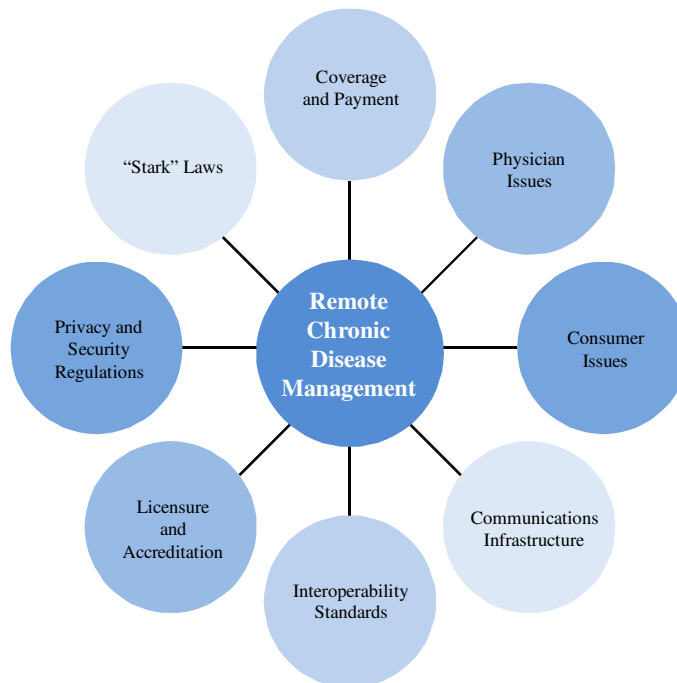 Coverage
and Payment
“Stark” Laws
Physician
Issues
Remote
Chronic
Disease
Management
Privacy and
Security
Regulations
Consumer
Issues
Licensure
and
Accreditation
Communications
Infrastructure
Interoperability
Standards